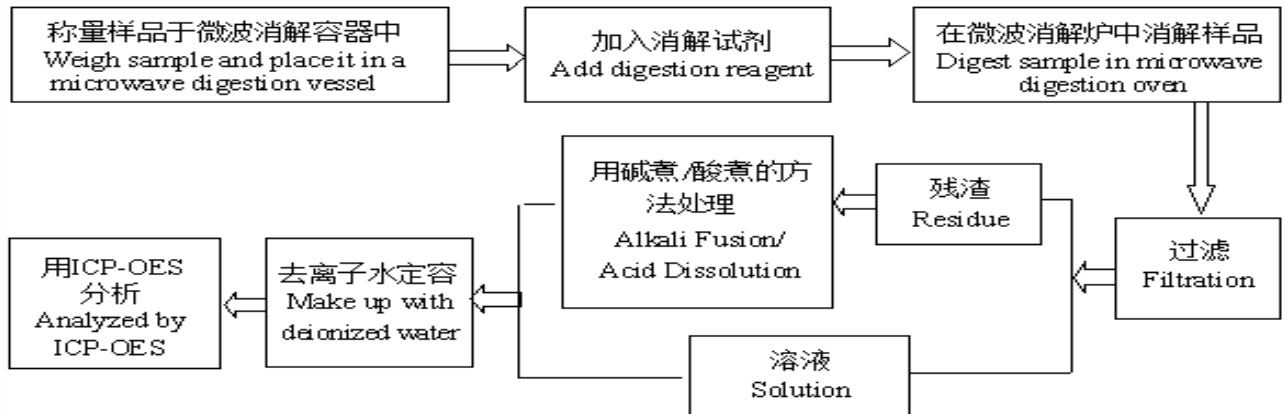 称量样品于微波消解容器中
Weigh sample and place it in a
microwave digestion vessel
加入消解试剂
Add digestion reagent
在微波消解炉中消解样品
Digest sample in microwave
digestion oven
过滤
Filtration
残渣
Residue
用碱煮/酸煮的方
法处理
Alkali Fusion/
Acid Dissolution
溶液
Solution
去离子水定容
Make up with
deionized water
用ICP-OES
分析
Analyzed by
ICP-OES